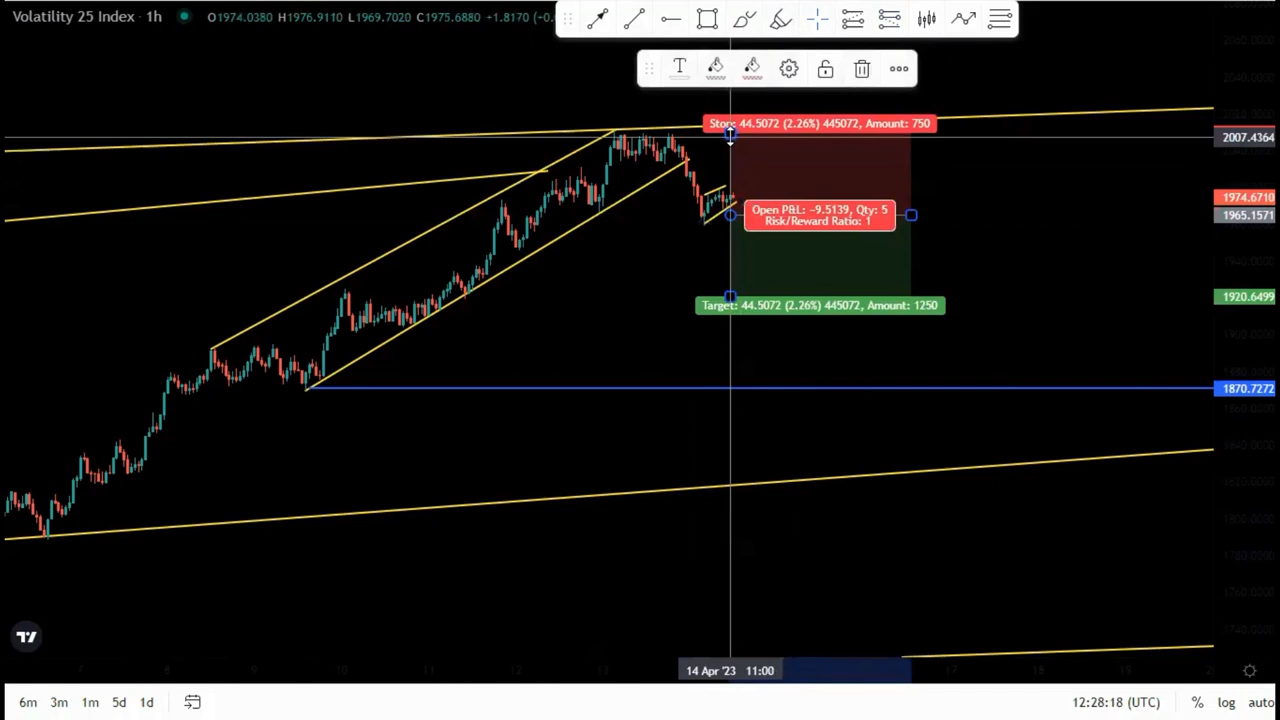 Volatility 25 Index · 1h O1974.0380 H1976.9110 L1969.7020 C1975.6880 +1.8170 (+0.
T
Stop: 44.5072 (2.26%) 445072, Amount: 750
2007.4364
1974.6710
Open P&L: −9.5139, Qty: 5
Risk/Reward Ratio: 1
1965.1571
1920.6499
Target: 44.5072 (2.26%) 445072, Amount: 1250
1870.7272
14 Apr '23 11:00
6m 3m 1m 5d 1d
12:28:18 (UTC) % log auto